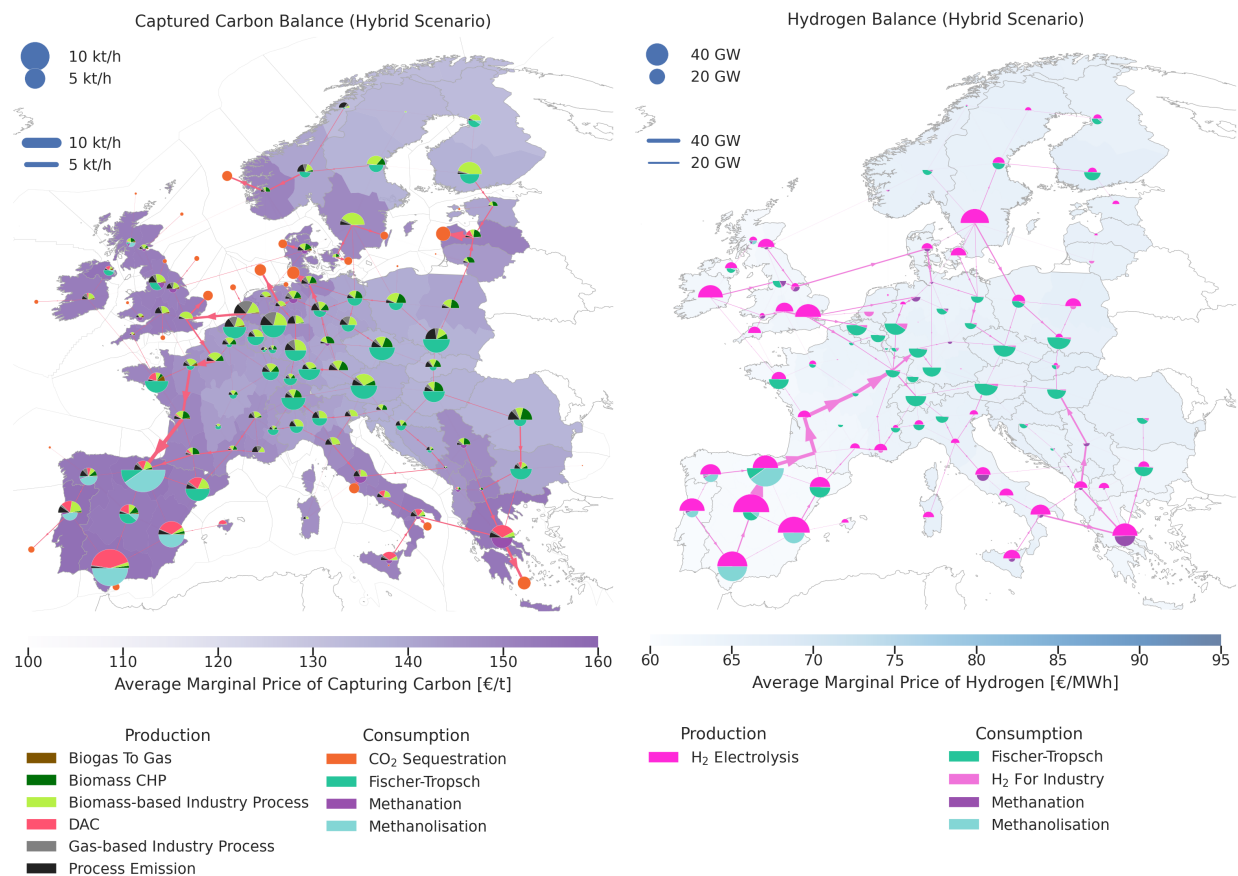 Captured Carbon Balance (Hybrid Scenario)
10 kt/h
5 kt/h
10 kt/h
5 kt/h
100 110 120 130 140 150 160
Average Marginal Price of Capturing Carbon [€/t]
Production
Biogas To Gas
Biomass CHP
Biomass-based Industry Process
DAC
Gas-based Industry Process
Process Emission
Consumption
CO₂ Sequestration
Fischer-Tropsch
Methanation
Methanolisation
Hydrogen Balance (Hybrid Scenario)
40 GW
20 GW
40 GW
20 GW
60 65 70 75 80 85 90 95
Average Marginal Price of Hydrogen [€/MWh]
Production
H₂ Electrolysis
Consumption
Fischer-Tropsch
H₂ For Industry
Methanation
Methanolisation